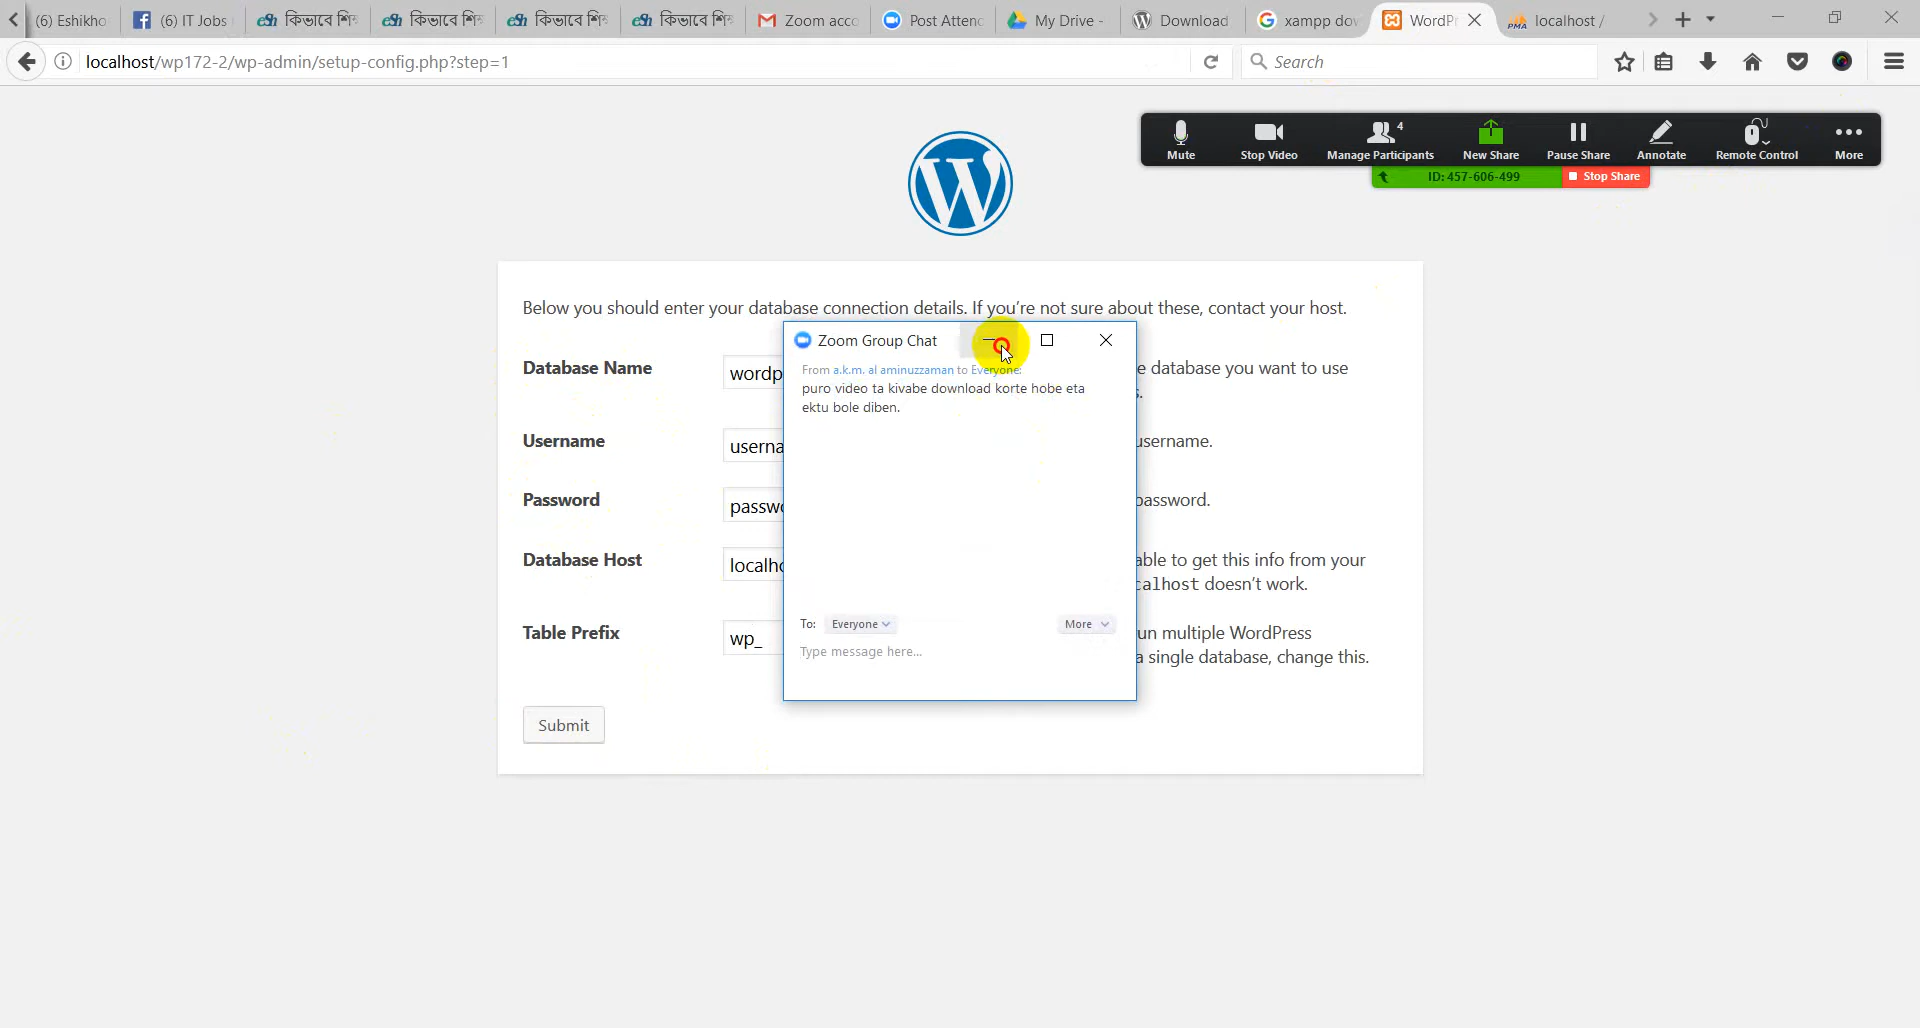 (6) Eshikho
(6) IT Jobs
কিভাবে শি
কিভাবে শি
কিভাবে শি
কিভাবে শি
Zoom acco
Post Attend
My Drive -
Download
xampp dow
WordPr
localhost /
localhost/wp172-2/wp-admin/setup-config.php?step=1
Search
Mute
Stop Video
4
Manage Participants
New Share
Pause Share
Annotate
Remote Control
More
ID: 457-606-499
Stop Share
Below you should enter your database connection details. If you’re not sure about these, contact your host.
Database Name
wordp
e database you want to use
s.
Username
userna
username.
Password
passwo
password.
Database Host
localho
able to get this info from your
calhost doesn’t work.
Table Prefix
wp_
un multiple WordPress
a single database, change this.
Submit
Zoom Group Chat
From a.k.m. al aminuzzaman to Everyone:
puro video ta kivabe download korte hobe eta
ektu bole diben.
To: Everyone
More
Type message here...